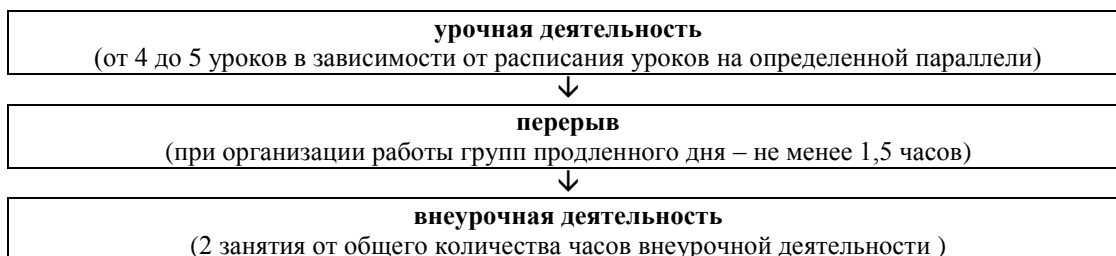 урочная деятельность
(от 4 до 5 уроков в зависимости от расписания уроков на определенной параллели)
перерыв
(при организации работы групп продленного дня – не менее 1,5 часов)
внеурочная деятельность
(2 занятия от общего количества часов внеурочной деятельности )